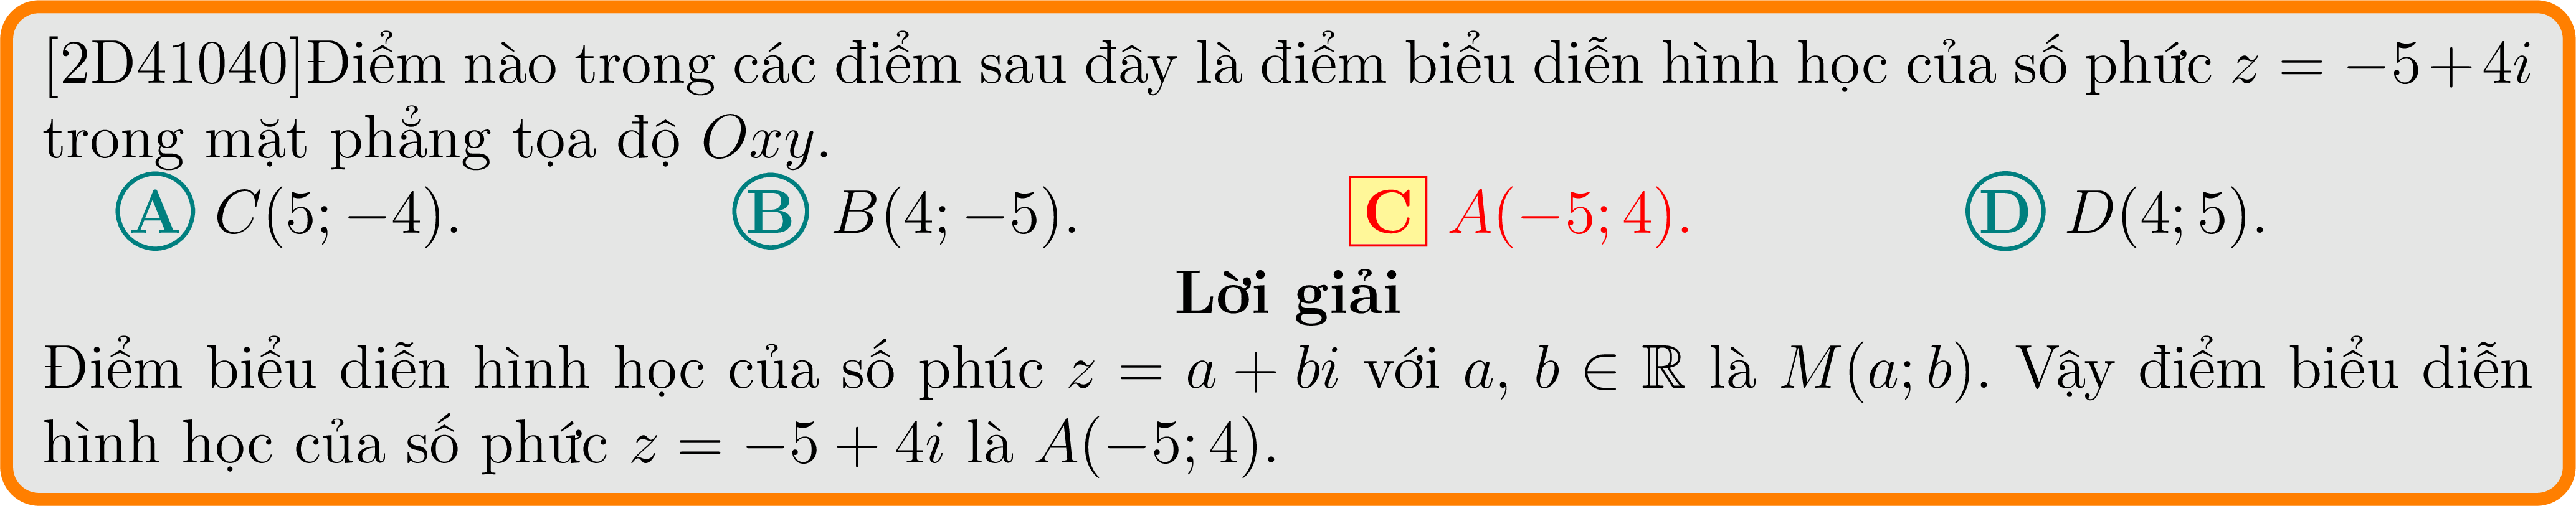 [2D41040]Điểm nào trong các điểm sau đây là điểm biểu diễn hình học của số phức z = −5+4i
trong mặt phẳng tọa độ Oxy.
A C(5; −4). B B(4; −5). C A(−5; 4). D D(4; 5).
Lời giải
Điểm biểu diễn hình học của số phúc z = a + bi với a, b ∈ ℝ là M(a; b). Vậy điểm biểu diễn
hình học của số phức z = −5 + 4i là A(−5; 4).